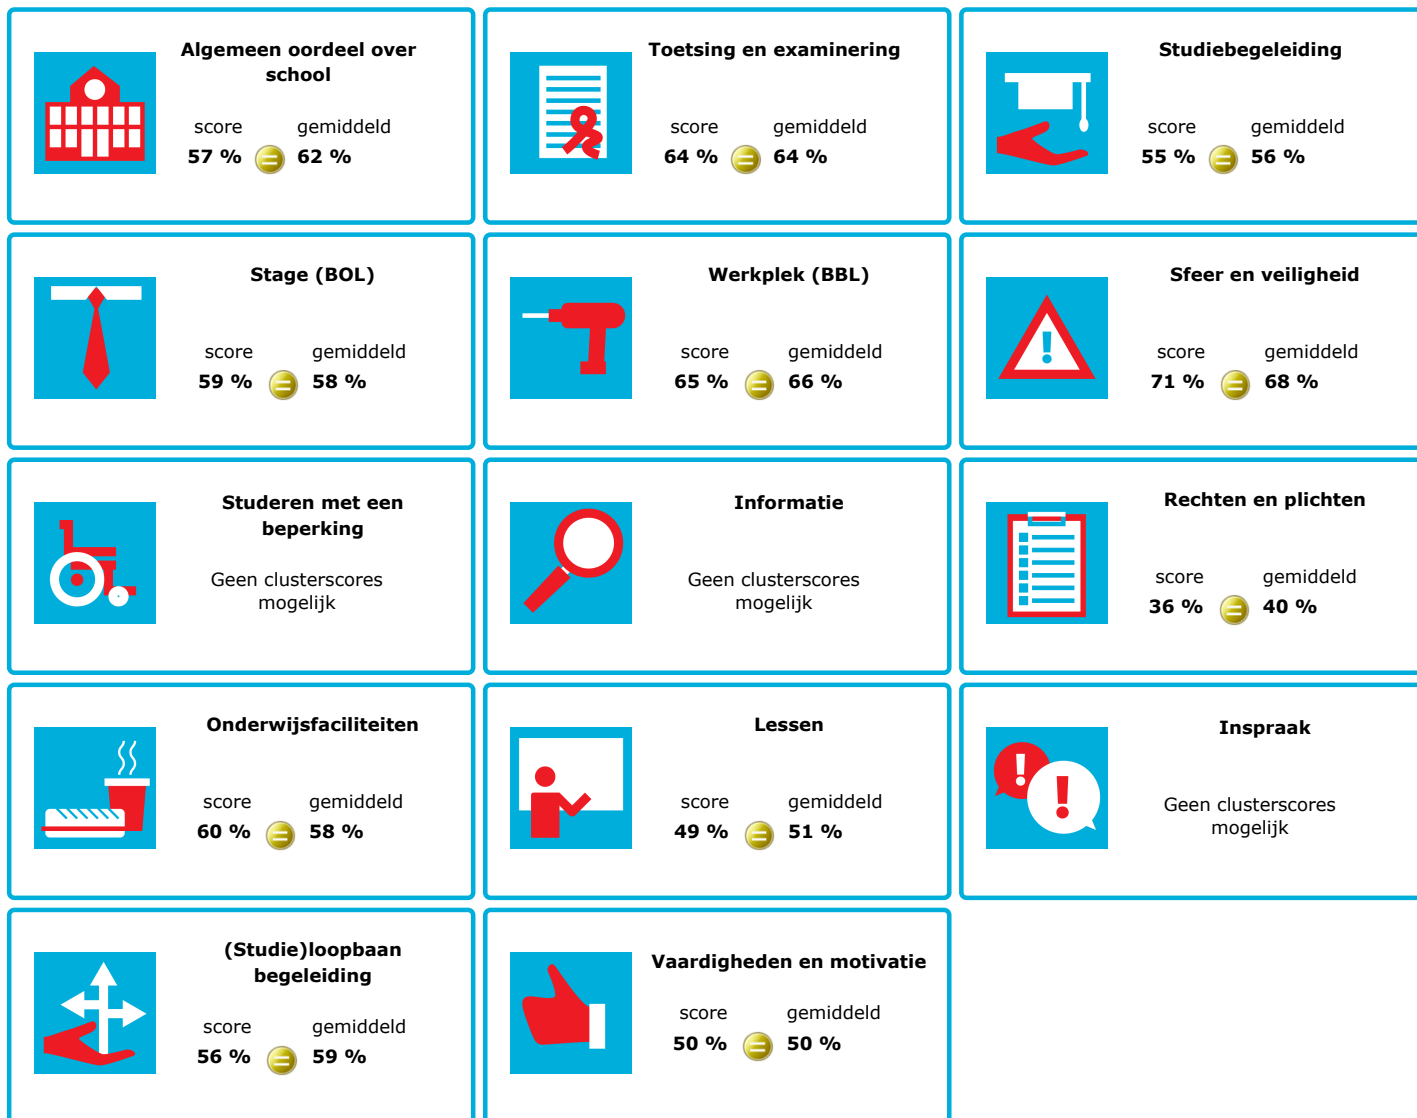 Algemeen oordeel over
school
score gemiddeld
57 % = 62 %
Toetsing en examinering
score gemiddeld
64 % = 64 %
Studiebegeleiding
score gemiddeld
55 % = 56 %
Stage (BOL)
score gemiddeld
59 % = 58 %
Werkplek (BBL)
score gemiddeld
65 % = 66 %
Sfeer en veiligheid
score gemiddeld
71 % = 68 %
Studeren met een
beperking
Geen clusterscores
mogelijk
Informatie
Geen clusterscores
mogelijk
Rechten en plichten
score gemiddeld
36 % = 40 %
Onderwijsfaciliteiten
score gemiddeld
60 % = 58 %
Lessen
score gemiddeld
49 % = 51 %
Inspraak
Geen clusterscores
mogelijk
(Studie)loopbaan
begeleiding
score gemiddeld
56 % = 59 %
Vaardigheden en motivatie
score gemiddeld
50 % = 50 %